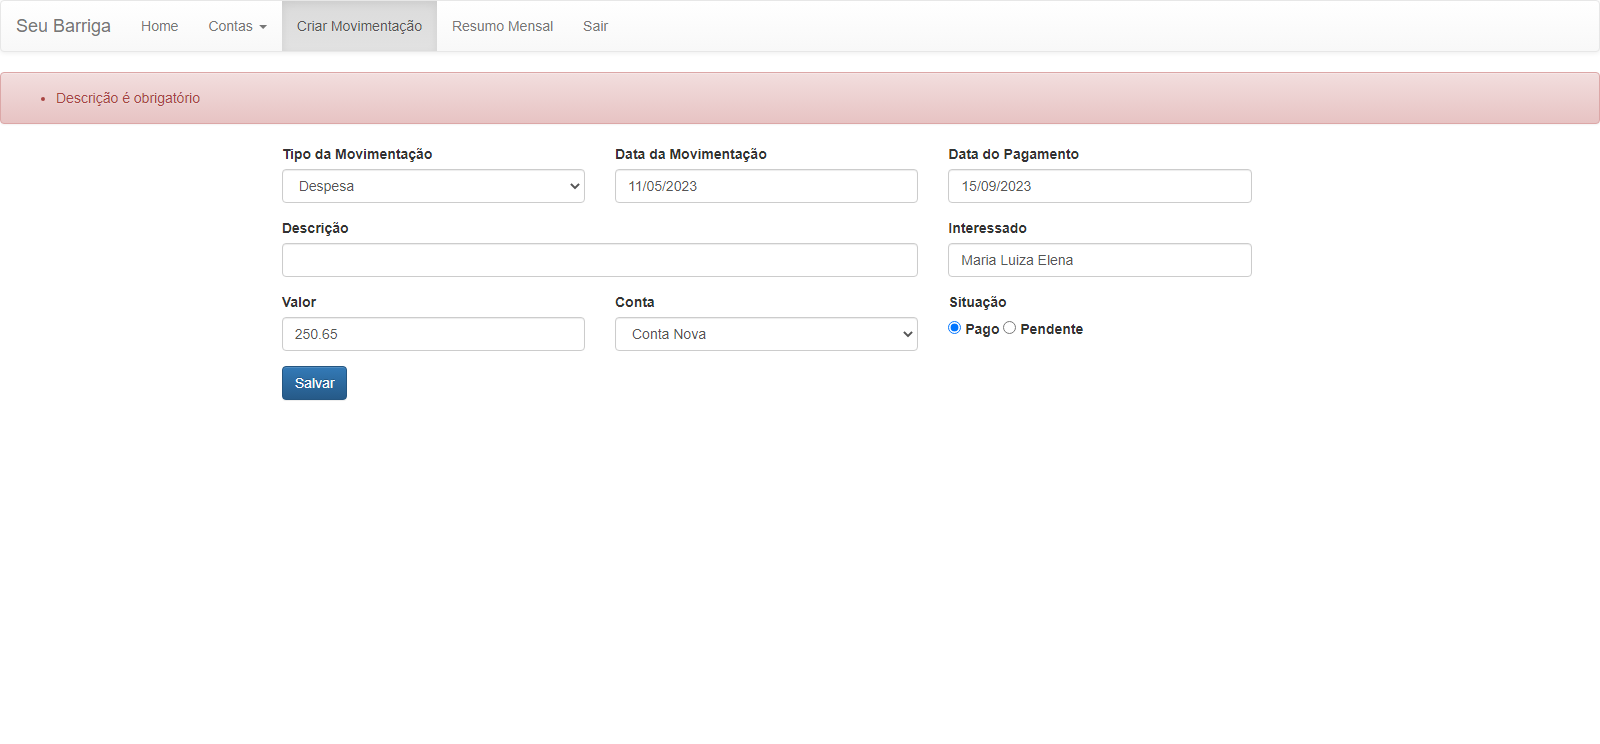 Seu Barriga Home Contas Criar Movimentação Resumo Mensal Sair
Descrição é obrigatório
Tipo da Movimentação Data da Movimentação Data do Pagamento
Despesa 11/05/2023 15/09/2023
Descrição Interessado
Maria Luiza Elena
Valor Conta Situação
250.65 Conta Nova Pago Pendente
Salvar